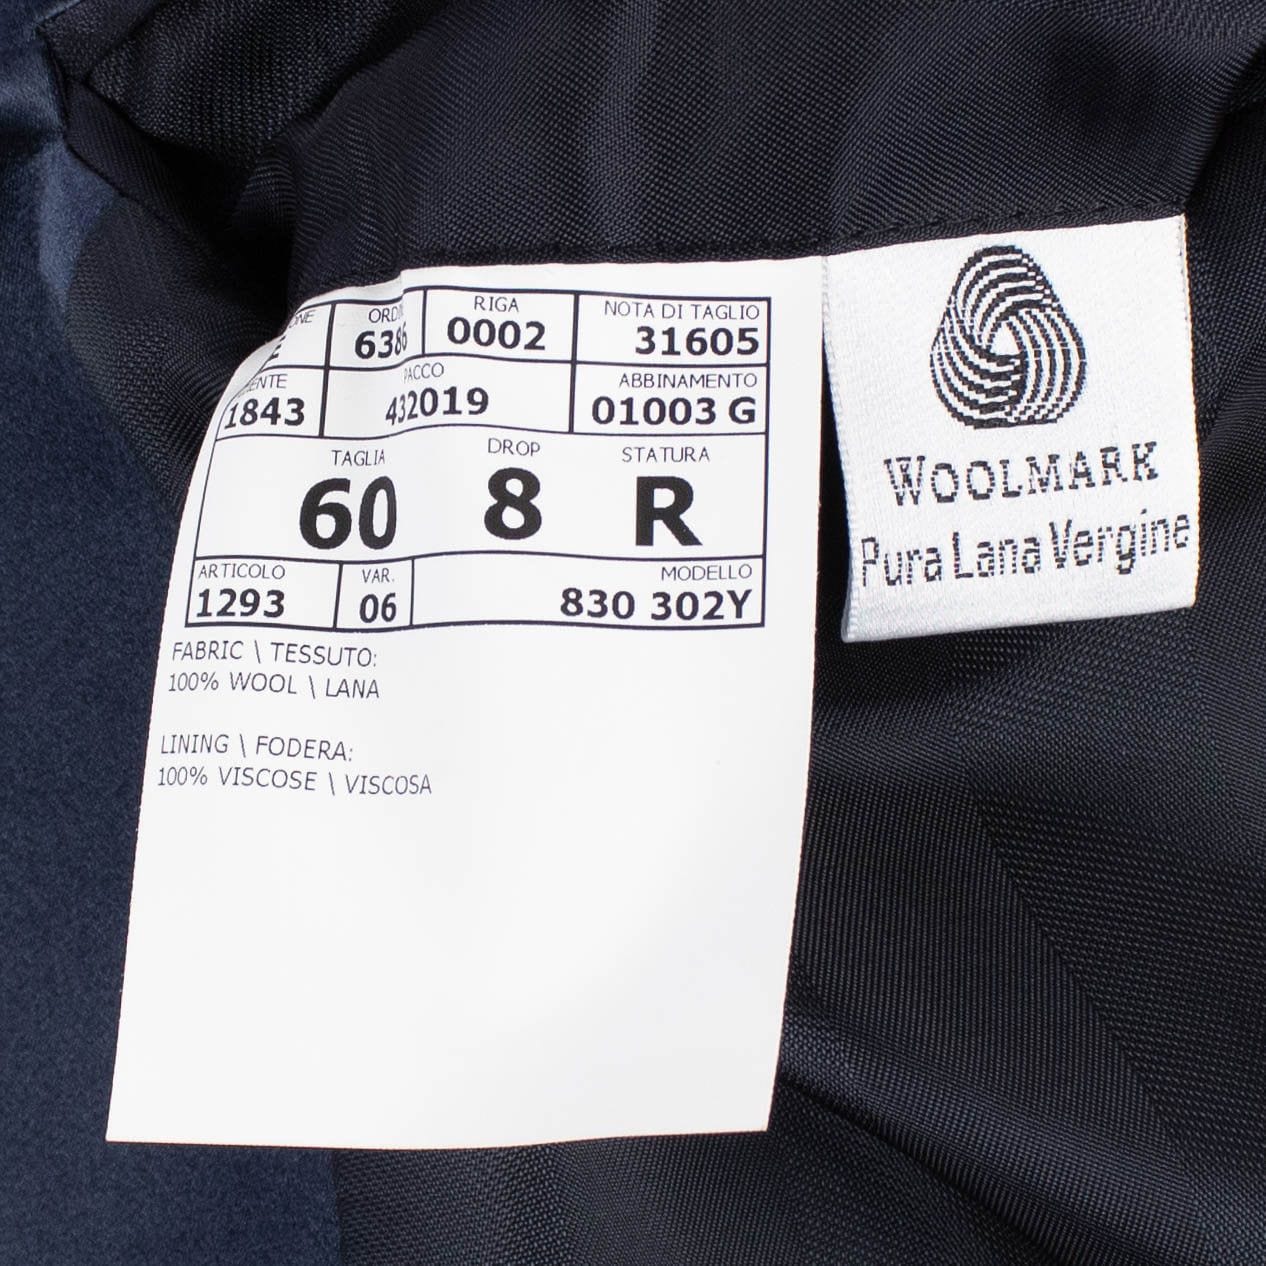 RIGA
NOTA DI TAGLIO
6386
0002
31605
PACCO
ABBINAMENTO
1843
432019
01003 G
TAGLIA
DROP
STATURA
60
8
R
ARTICOLO
VAR.
MODELLO
1293
06
830 302Y
FABRIC \ TESSUTO:
100% WOOL \ LANA
LINING \ FODERA:
100% VISCOSE \ VISCOSA
WOOLMARK
Pura Lana Vergine